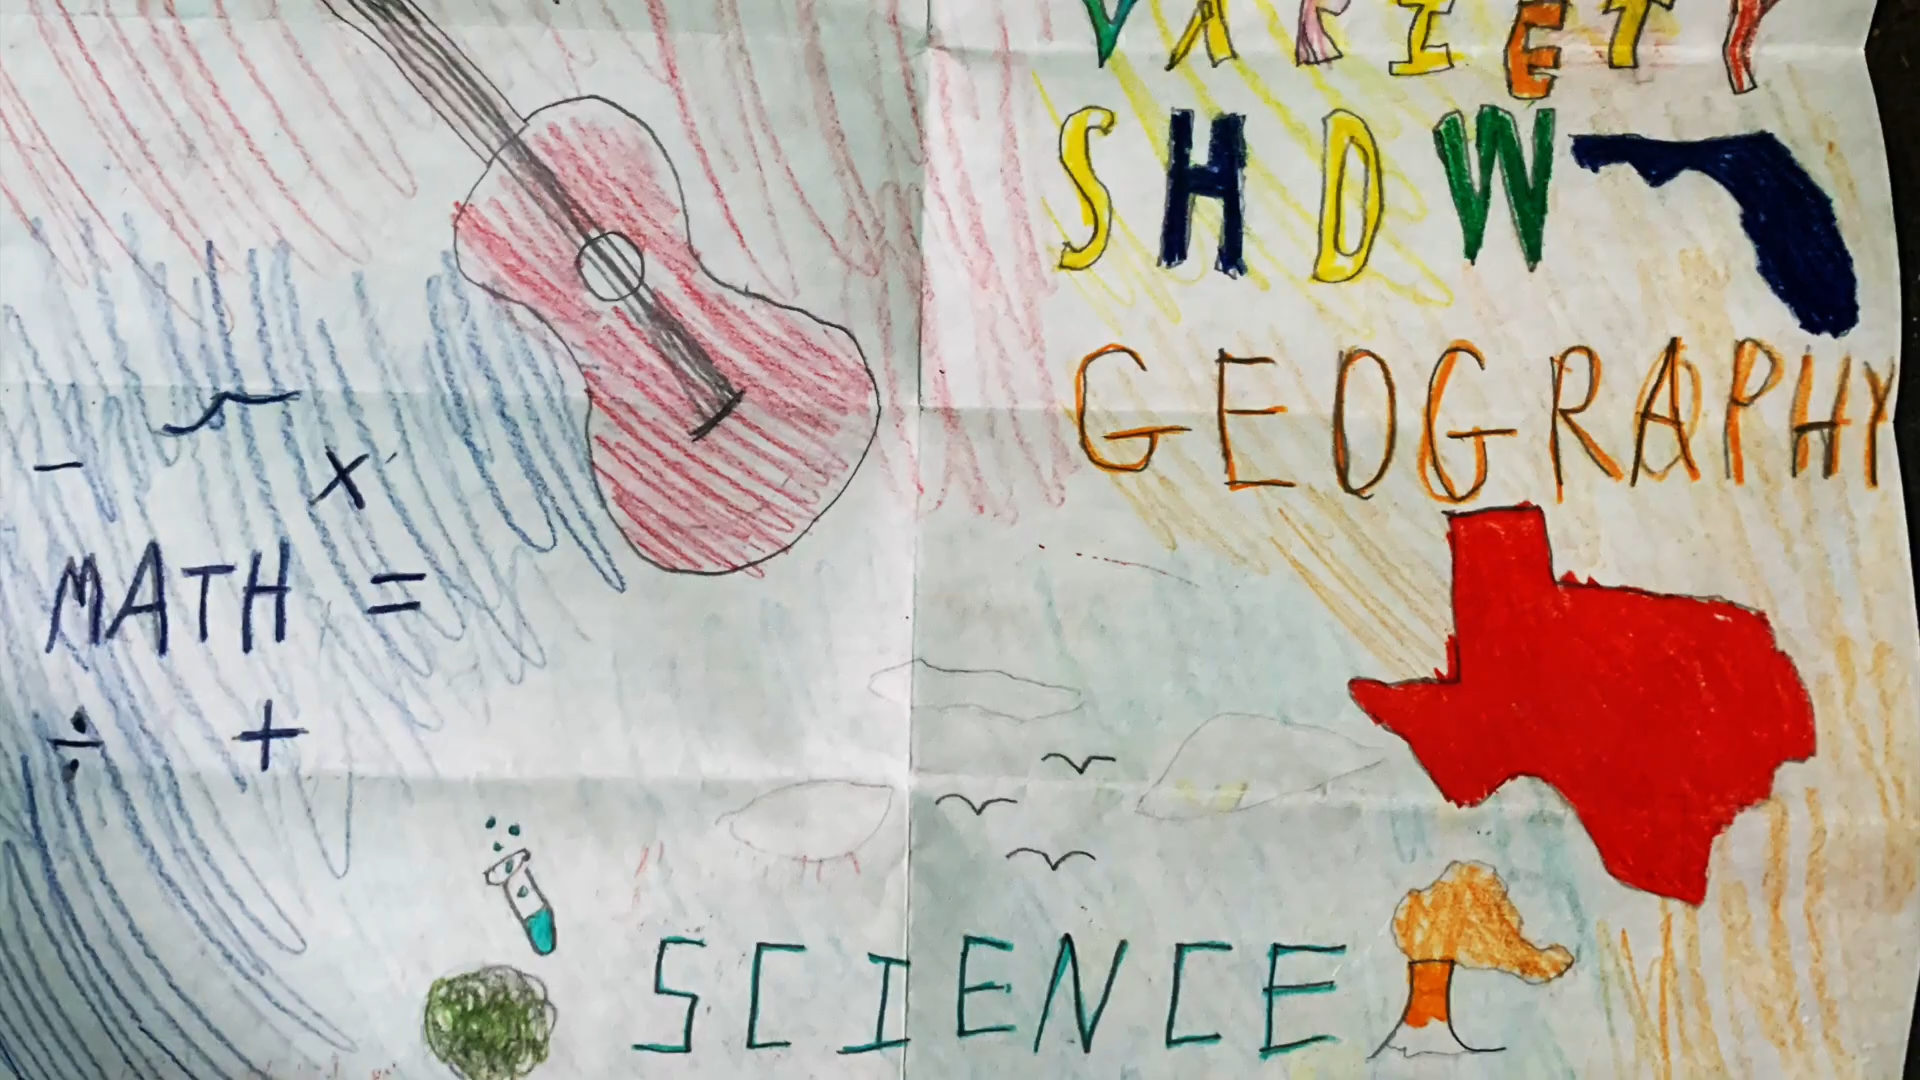 VARIETY
SHOW
GEOGRAPHY
- x
MATH =
÷ +
SCIENCE